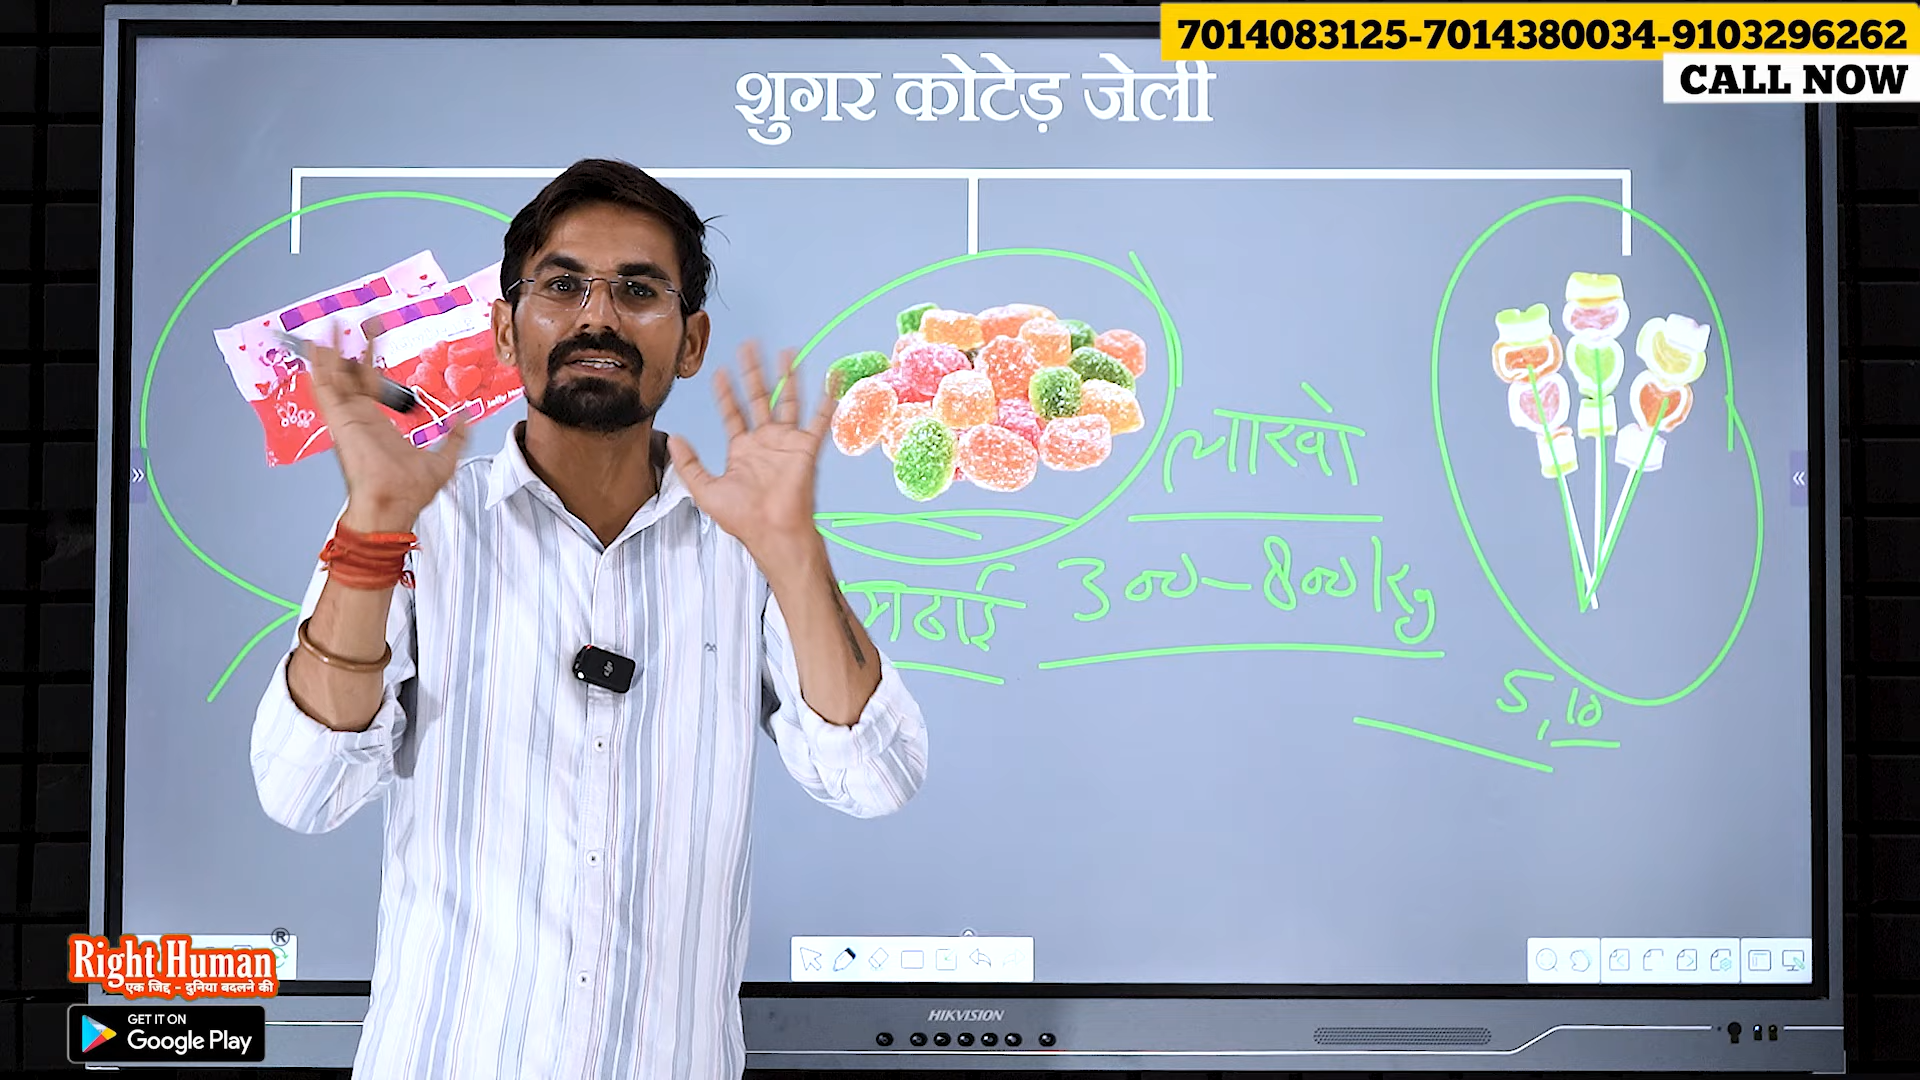 7014083125-7014380034-9103296262
CALL NOW
शुगर कोटेड़ जेली
लाखो
मिठाई 300-800/kg
5, 10
Right Human
®
एक जिद्द - दुनिया बदलने की
GET IT ON
Google Play
HIKVISION